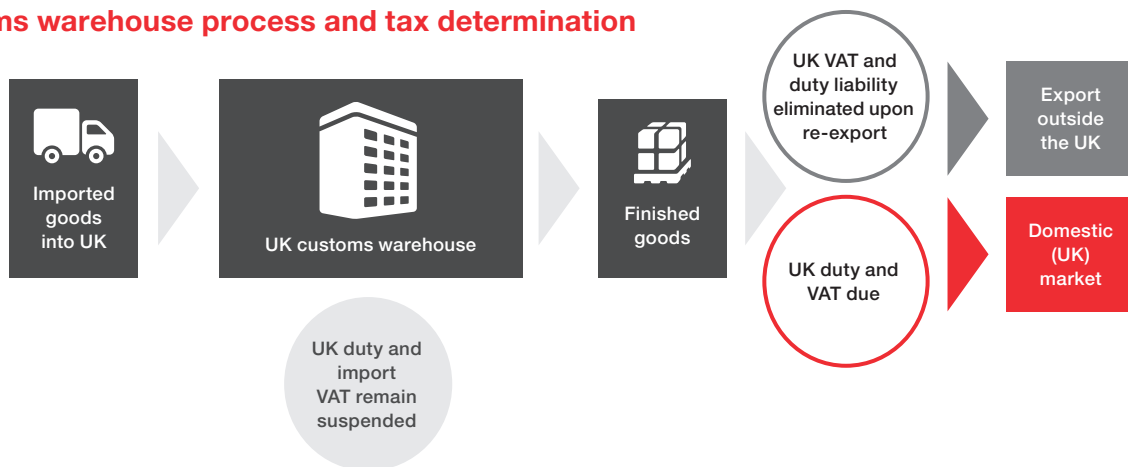 ms warehouse process and tax determination
Imported
goods
into UK
UK customs warehouse
UK duty and
import
VAT remain
suspended
Finished
goods
UK VAT and
duty liability
eliminated upon
re-export
Export
outside
the UK
UK duty and
VAT due
Domestic
(UK)
market